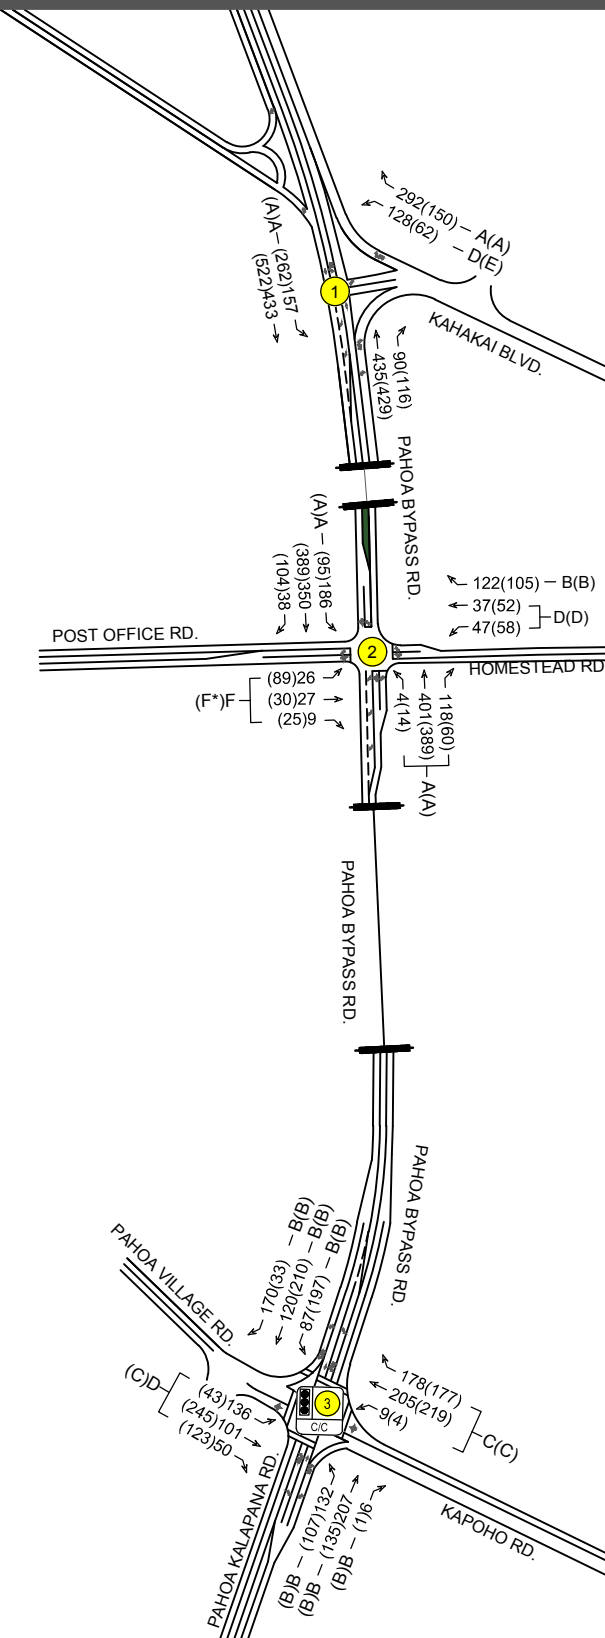 292(150) – A(A)
128(62) – D(E)
(A)A – (262)157
(522)433
1
KAHAKAI BLVD.
90(116)
435(429)
PAHOA BYPASS RD.
(A)A – (95)186
(389)350
(104)38
122(105) – B(B)
37(52)
47(58)
D(D)
POST OFFICE RD.
2
HOMESTEAD RD
(89)26
(30)27
(25)9
(F*)F
118(60)
401(389)
4(14)
A(A)
PAHOA BYPASS RD.
PAHOA BYPASS RD.
170(33) – B(B)
120(210) – B(B)
87(197) – B(B)
PAHOA VILLAGE RD.
(C)D
(43)136
(245)101
(123)50
3
C/C
178(177)
205(219)
9(4)
C(C)
PAHOA KALAPANA RD.
(B)B – (107)132
(B)B – (135)207
(B)B – (1)6
KAPOHO RD.